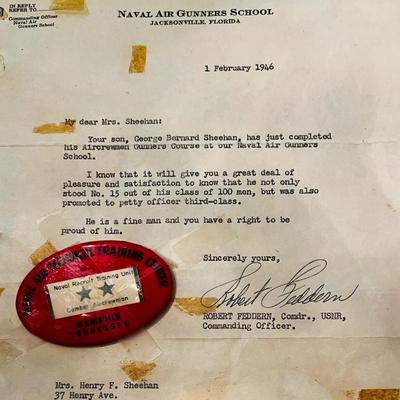 IN REPLY
REFER TO
Commanding Officer
Naval Air
Gunners School
NAVAL AIR GUNNERS SCHOOL
JACKSONVILLE, FLORIDA
1 February 1946
My dear Mrs. Sheehan:
Your son, George Bernard Sheehan, has just completed
his Aircrewmen Gunners Course at our Naval Air Gunners
School.
I know that it will give you a great deal of
pleasure and satisfaction to know that he not only
stood No. 15 out of his class of 100 men, but was also
promoted to petty officer third-class.
He is a fine man and you have a right to be
proud of him.
Sincerely yours,
Robert Feddern
ROBERT FEDDERN, Comdr., USNR,
Commanding Officer.
NAVAL AIR TECHNICAL TRAINING CENTER
Naval Recruit Training Unit
Combat Aircrewman
MEMPHIS
TENNESSEE
Mrs. Henry F. Sheehan
37 Henry Ave.